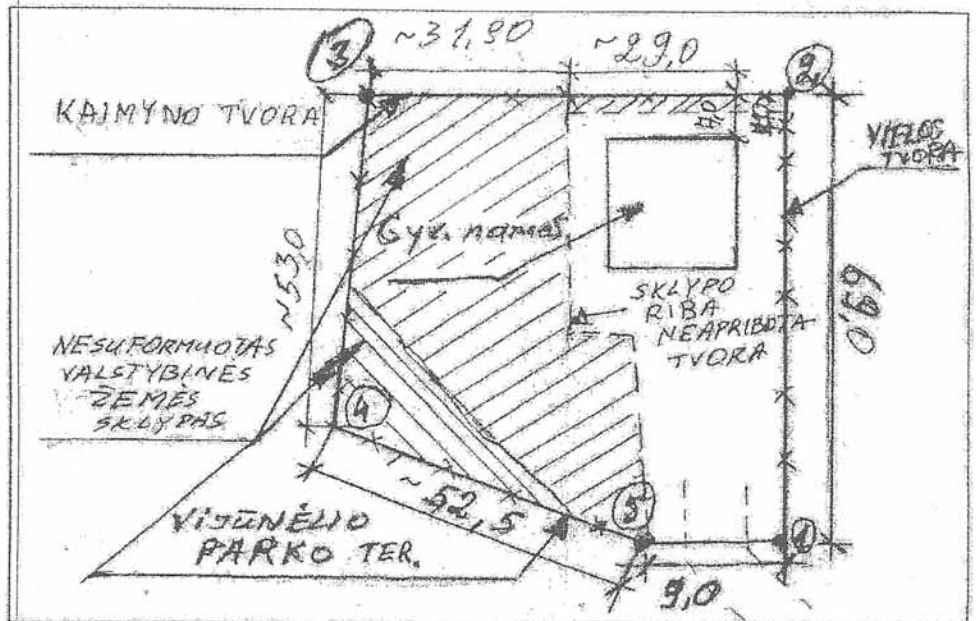 3
~31,90
~29,0
2
KAIMYNO TVORA
VIELOS
TVORA
Gyv. namas.
~53,0
69,0
SKLYPO
RIBA
NEAPRIBOTA
TVORA
NESUFORMUOTAS
VALSTYBINĖS
ŽEMĖS
SKLYPAS
4
~52,5
5
1
VIJŪNĖLIO
PARKO TER.
9,0